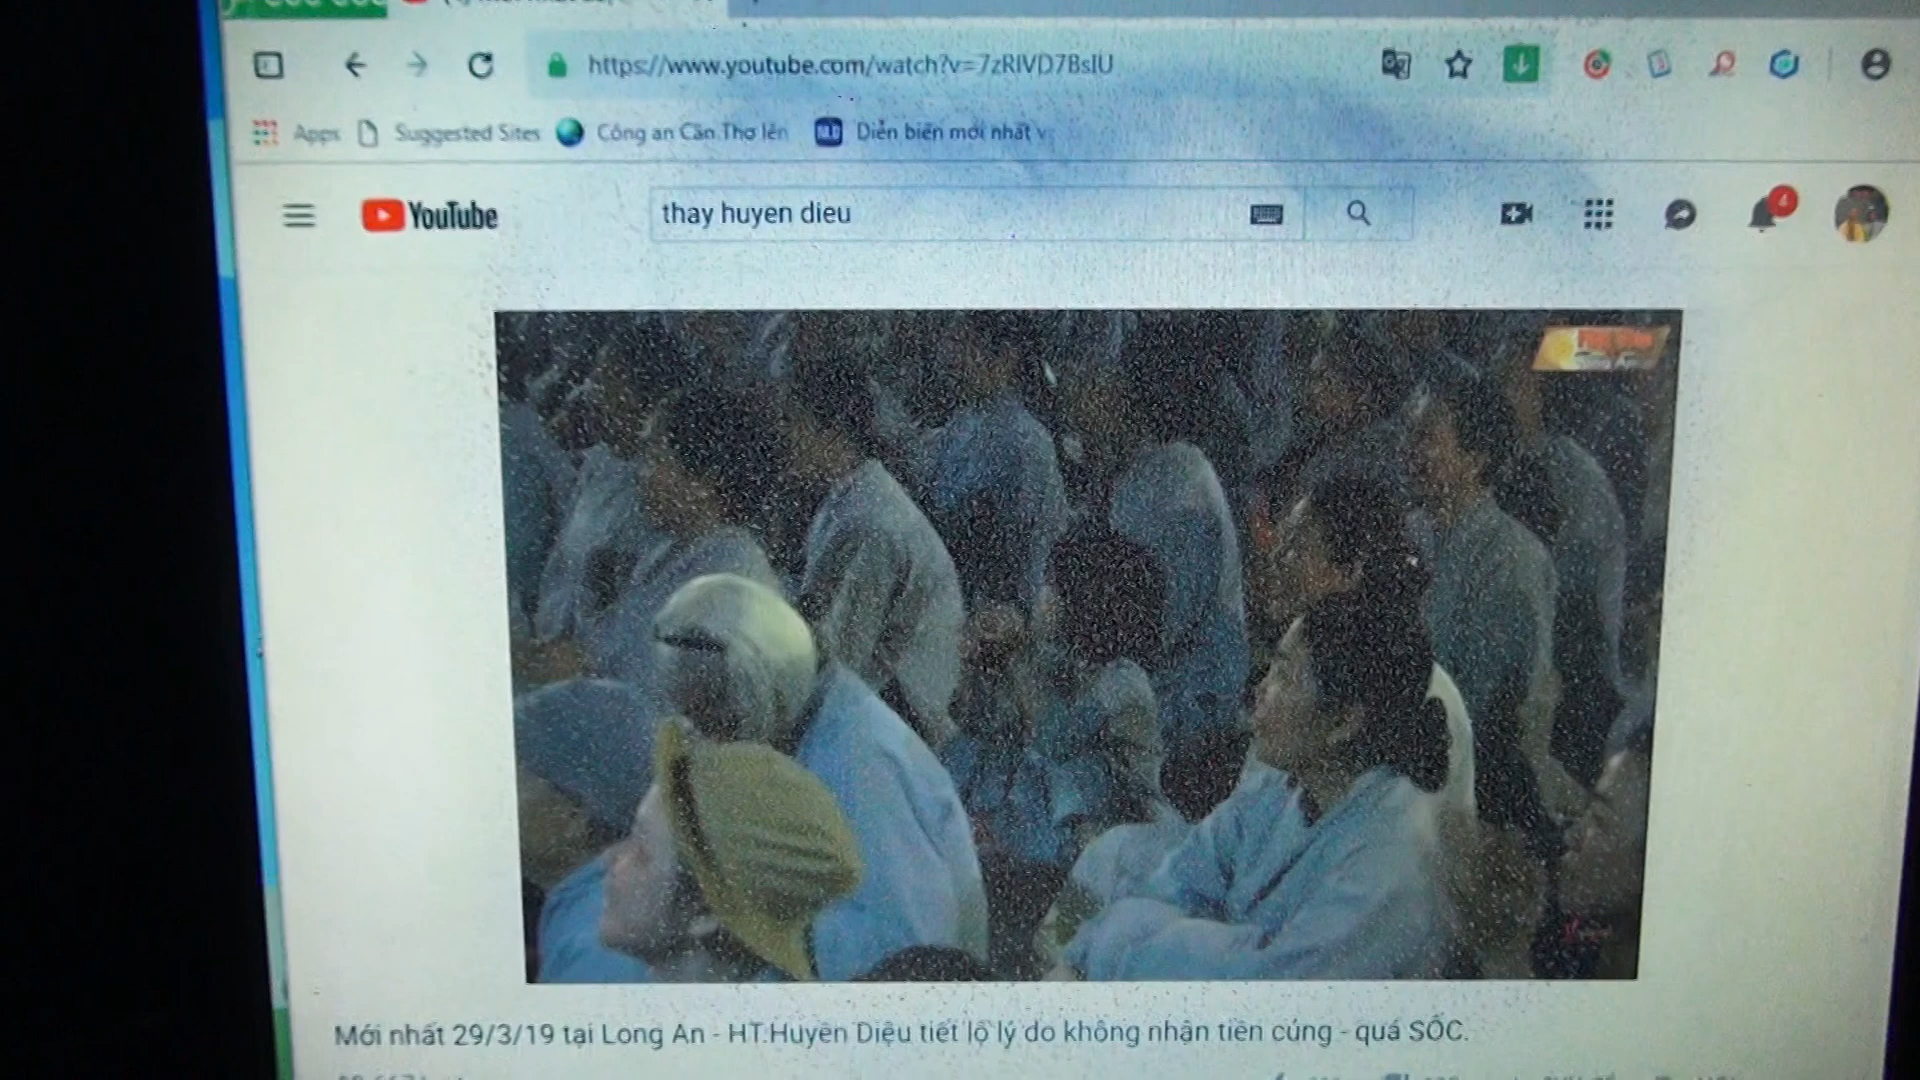 https://www.youtube.com/watch?v=7zRlVD7BsIU
Apps Suggested Sites Công an Cần Thơ lên Diễn biến mới nhất v
YouTube
thay huyen dieu
4
Mới nhất 29/3/19 tại Long An - HT.Huyền Diệu tiết lộ lý do không nhận tiền cúng - quá SỐC.